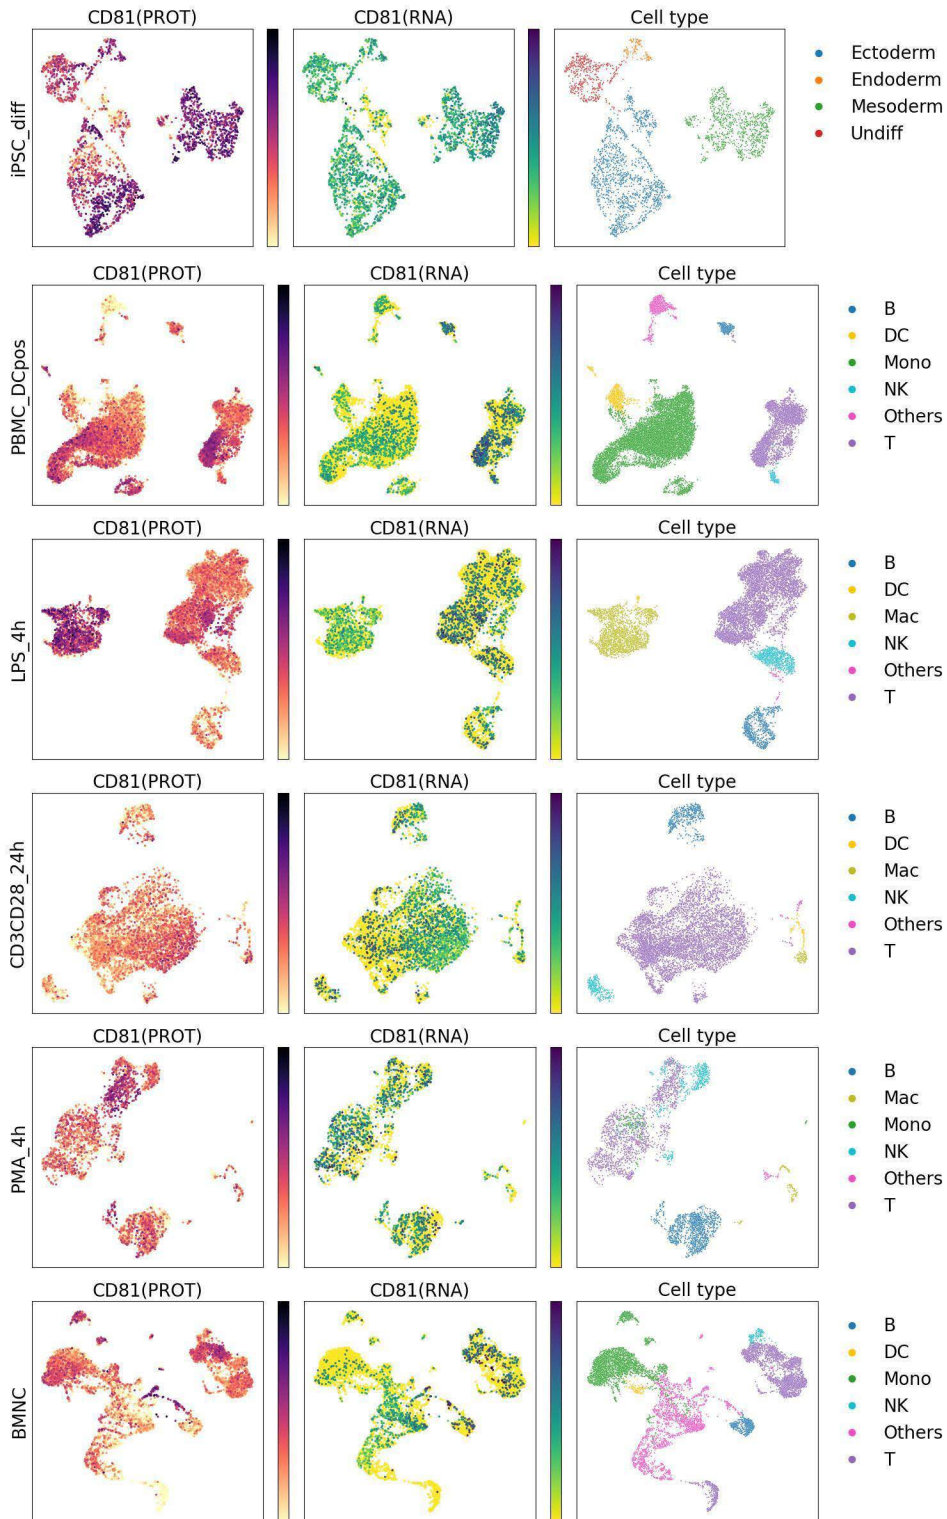 CD81(PROT) CD81(RNA) Cell type
iPSC_diff
Ectoderm
Endoderm
Mesoderm
Undiff
CD81(PROT) CD81(RNA) Cell type
PBMC_DCpos
B
DC
Mono
NK
Others
T
CD81(PROT) CD81(RNA) Cell type
LPS_4h
B
DC
Mac
NK
Others
T
CD81(PROT) CD81(RNA) Cell type
CD3CD28_24h
B
DC
Mac
NK
Others
T
CD81(PROT) CD81(RNA) Cell type
PMA_4h
B
Mac
Mono
NK
Others
T
CD81(PROT) CD81(RNA) Cell type
BMNC
B
DC
Mono
NK
Others
T